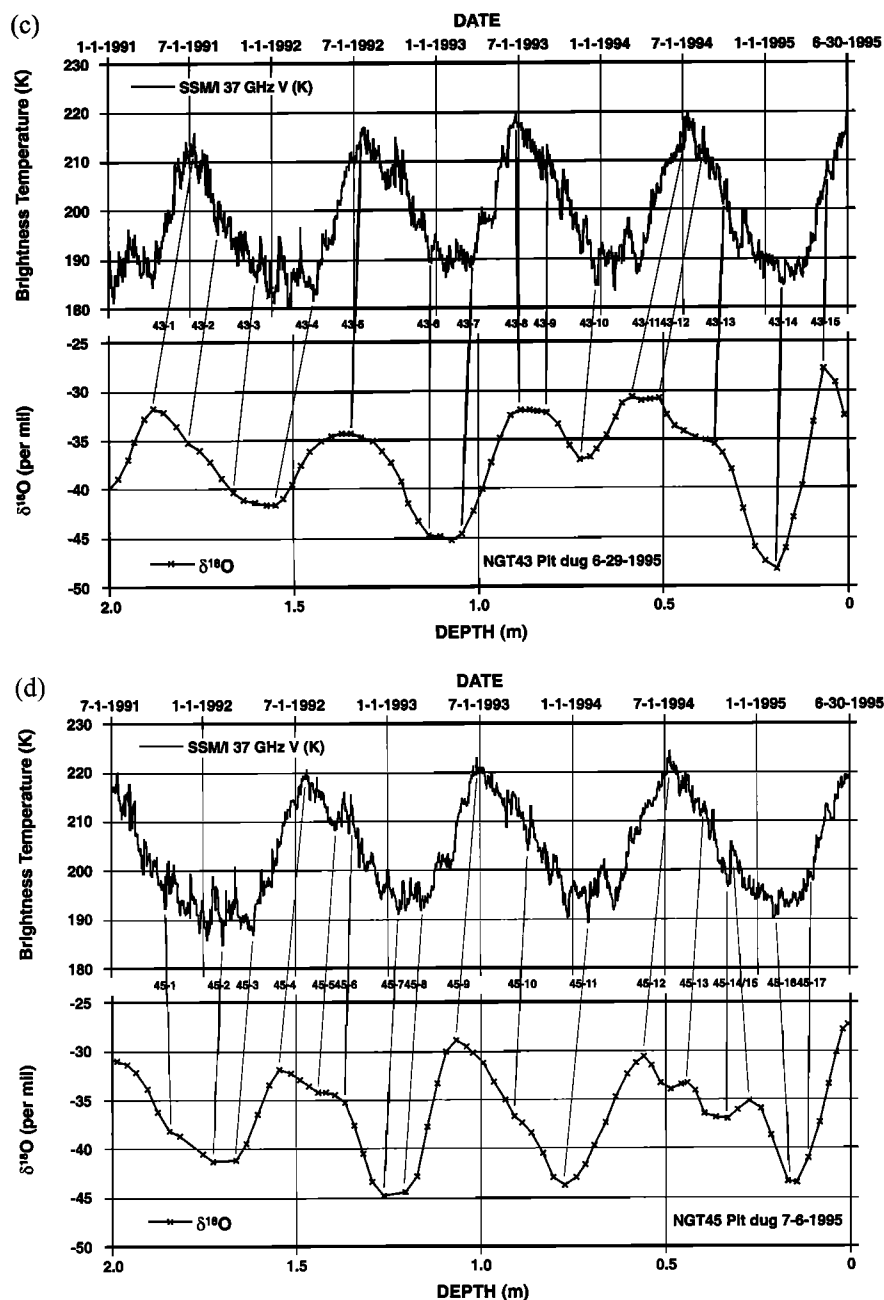 (c)
DATE
1-1-1991 7-1-1991 1-1-1992 7-1-1992 1-1-1993 7-1-1993 1-1-1994 7-1-1994 1-1-1995 6-30-1995
Brightness Temperature (K)
230
220
210
200
190
180
SSM/I 37 GHz V (K)
43-1 43-2 43-3 43-4 43-5 43-6 43-7 43-8 43-9 43-10 43-11 43-12 43-13 43-14 43-15
δ¹⁸O (per mil)
-25
-30
-35
-40
-45
-50
δ¹⁸O
NGT43 Pit dug 6-29-1995
2.0 1.5 1.0 0.5 0
DEPTH (m)
(d)
DATE
7-1-1991 1-1-1992 7-1-1992 1-1-1993 7-1-1993 1-1-1994 7-1-1994 1-1-1995 6-30-1995
Brightness Temperature (K)
230
220
210
200
190
180
SSM/I 37 GHz V (K)
45-1 45-2 45-3 45-4 45-5 45-6 45-7 45-8 45-9 45-10 45-11 45-12 45-13 45-14/15 45-16 45-17
δ¹⁸O (per mil)
-25
-30
-35
-40
-45
-50
δ¹⁸O
NGT45 Pit dug 7-6-1995
2.0 1.5 1.0 0.5 0
DEPTH (m)